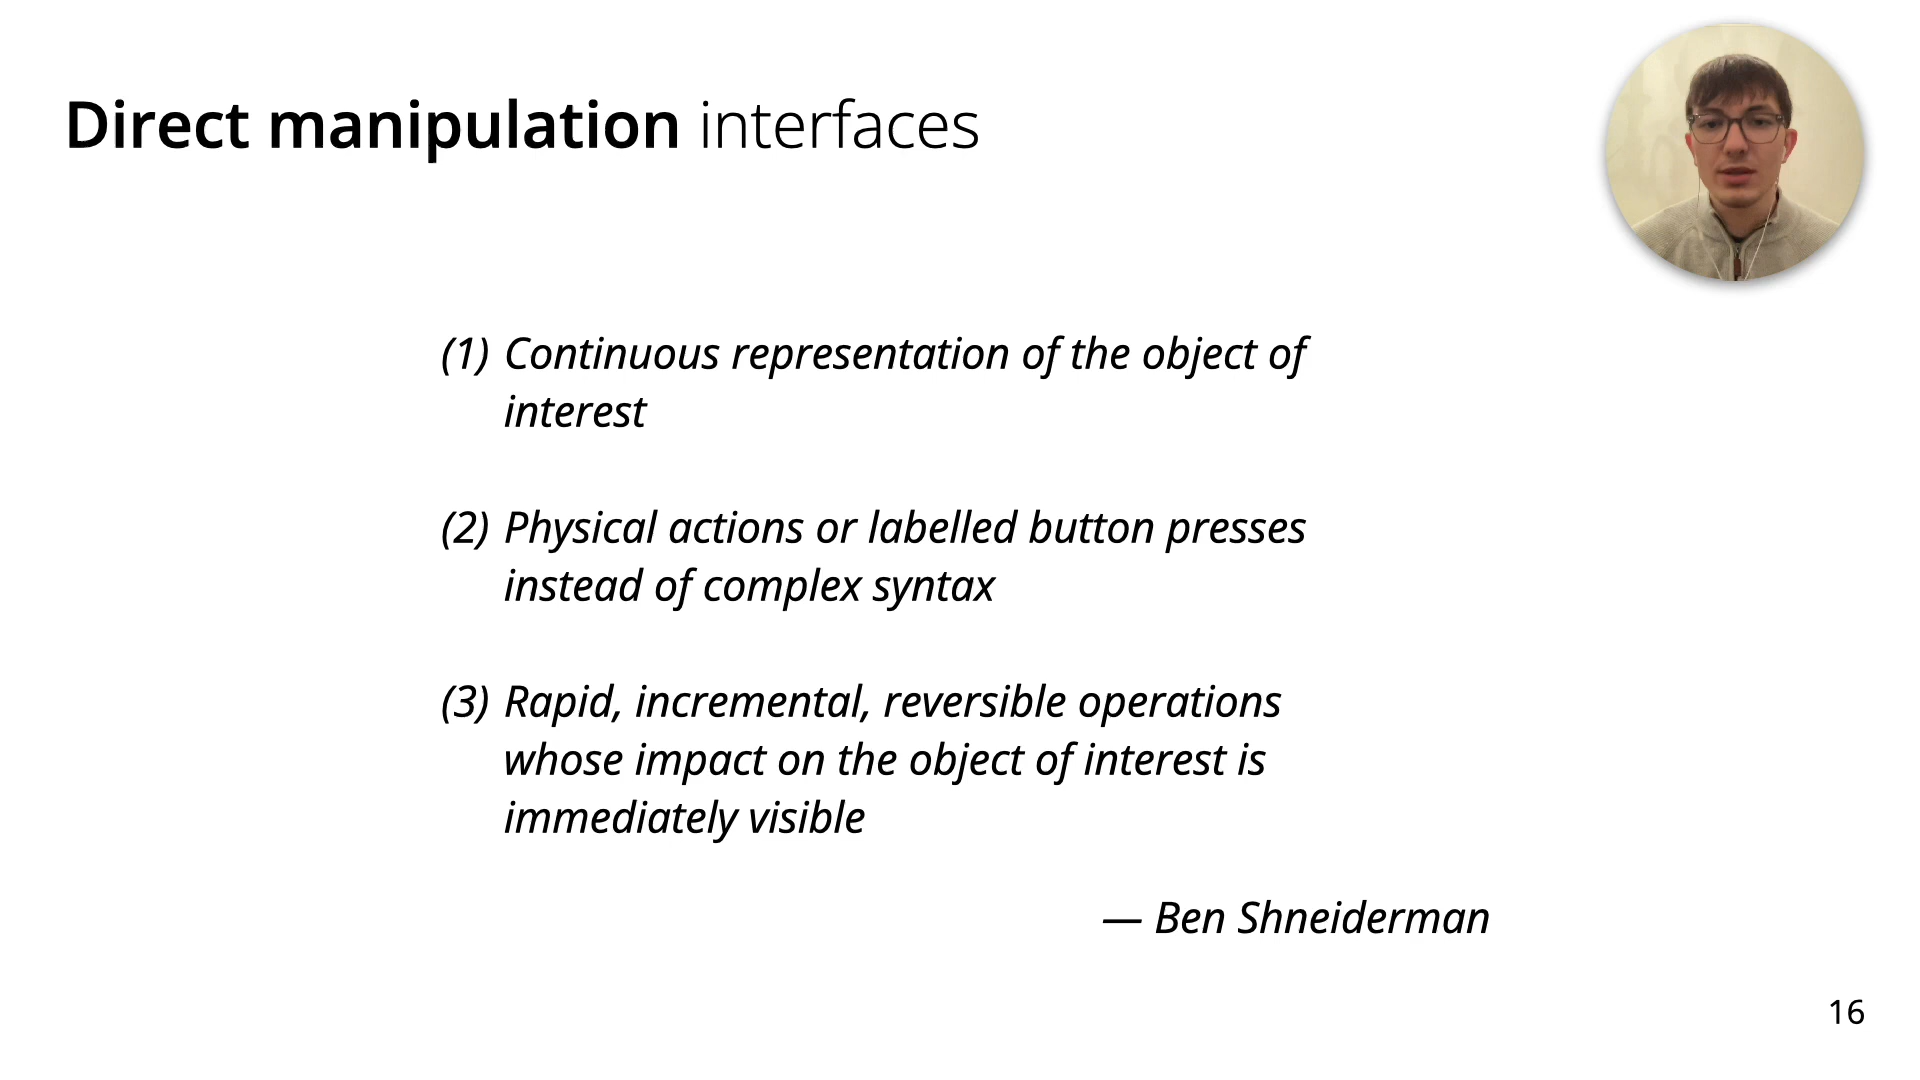 Direct manipulation interfaces
(1) Continuous representation of the object of
interest
(2) Physical actions or labelled button presses
instead of complex syntax
(3) Rapid, incremental, reversible operations
whose impact on the object of interest is
immediately visible
— Ben Shneiderman
16